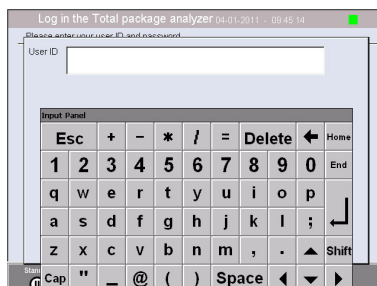 Log in the Total package analyzer 04-01-2011 - 09:45:14
Please enter your user ID and password
User ID
Input Panel
Esc + - * / = Delete Home
1 2 3 4 5 6 7 8 9 0 End
q w e r t y u i o p
a s d f g h j k l ;
z x c v b n m , . Shift
Cap " _ @ ( ) Space